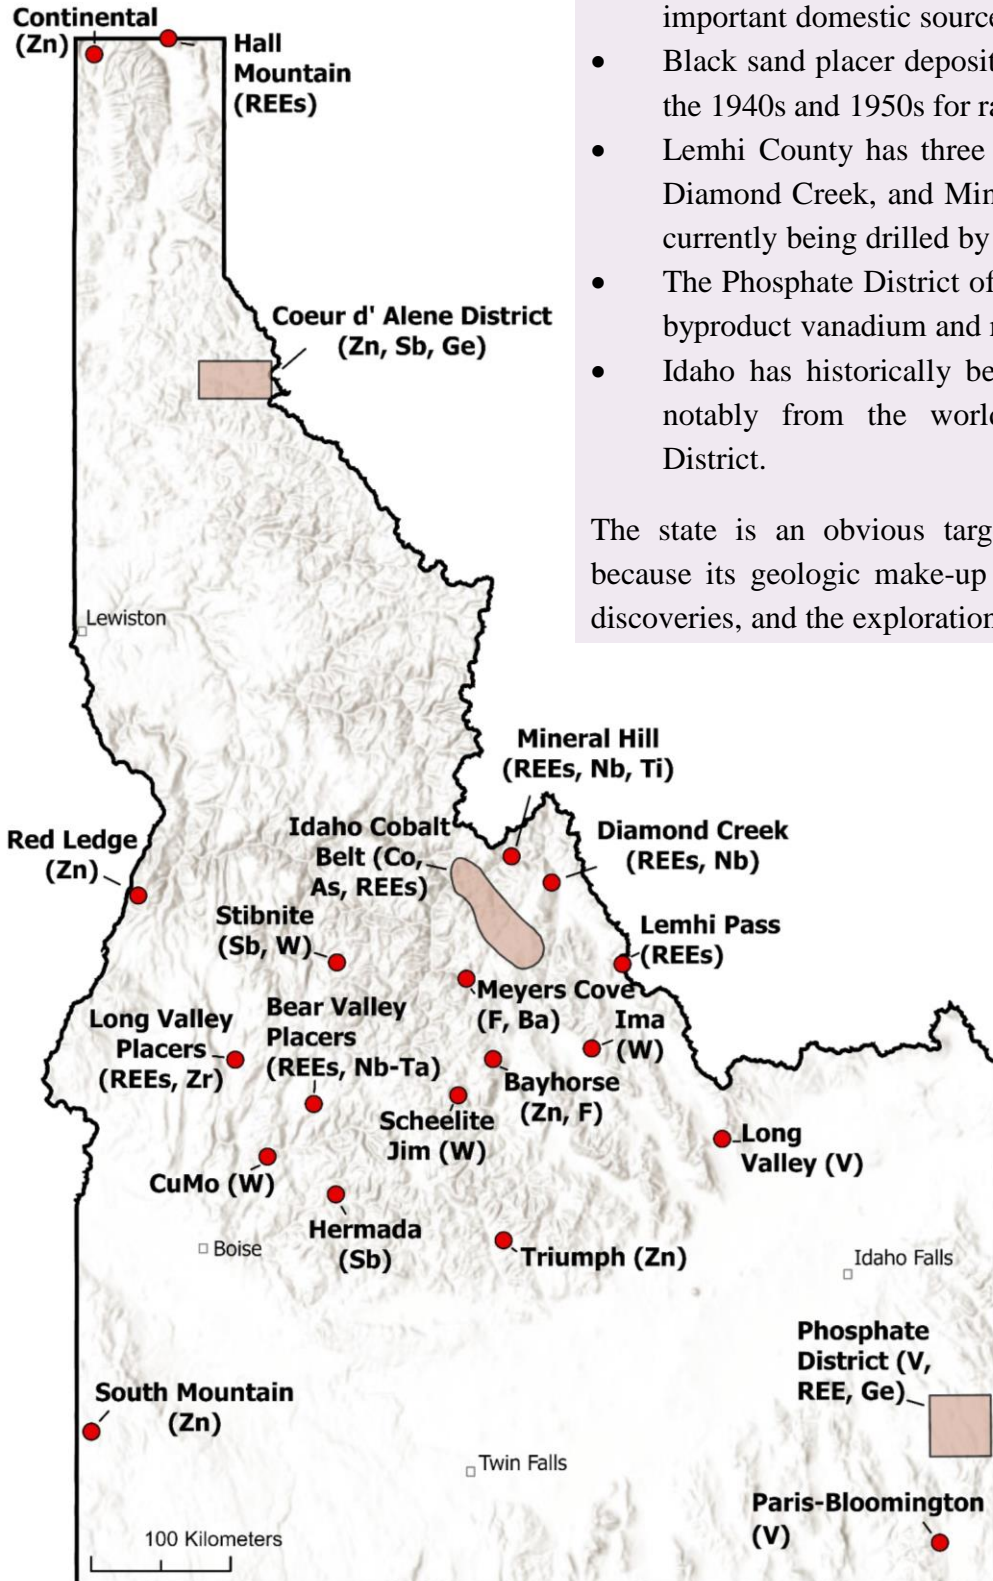 Continental
(Zn)
Hall
Mountain
(REEs)
important domestic source
• Black sand placer deposit
the 1940s and 1950s for ra
• Lemhi County has three
Diamond Creek, and Min
currently being drilled by
• The Phosphate District of
byproduct vanadium and
• Idaho has historically be
notably from the world
District.
The state is an obvious targ
because its geologic make-up
discoveries, and the exploration
Coeur d' Alene District
(Zn, Sb, Ge)
Lewiston
Mineral Hill
(REEs, Nb, Ti)
Idaho Cobalt
Belt (Co,
As, REEs)
Diamond Creek
(REEs, Nb)
Red Ledge
(Zn)
Stibnite
(Sb, W)
Lemhi Pass
(REEs)
Meyers Cove
(F, Ba)
Ima
(W)
Long Valley
Placers
(REEs, Zr)
Bear Valley
Placers
(REEs, Nb-Ta)
Bayhorse
(Zn, F)
Scheelite
Jim (W)
Long
Valley (V)
CuMo (W)
Hermada
(Sb)
Boise
Triumph (Zn)
Idaho Falls
Phosphate
District (V,
REE, Ge)
South Mountain
(Zn)
Twin Falls
Paris-Bloomington
(V)
100 Kilometers